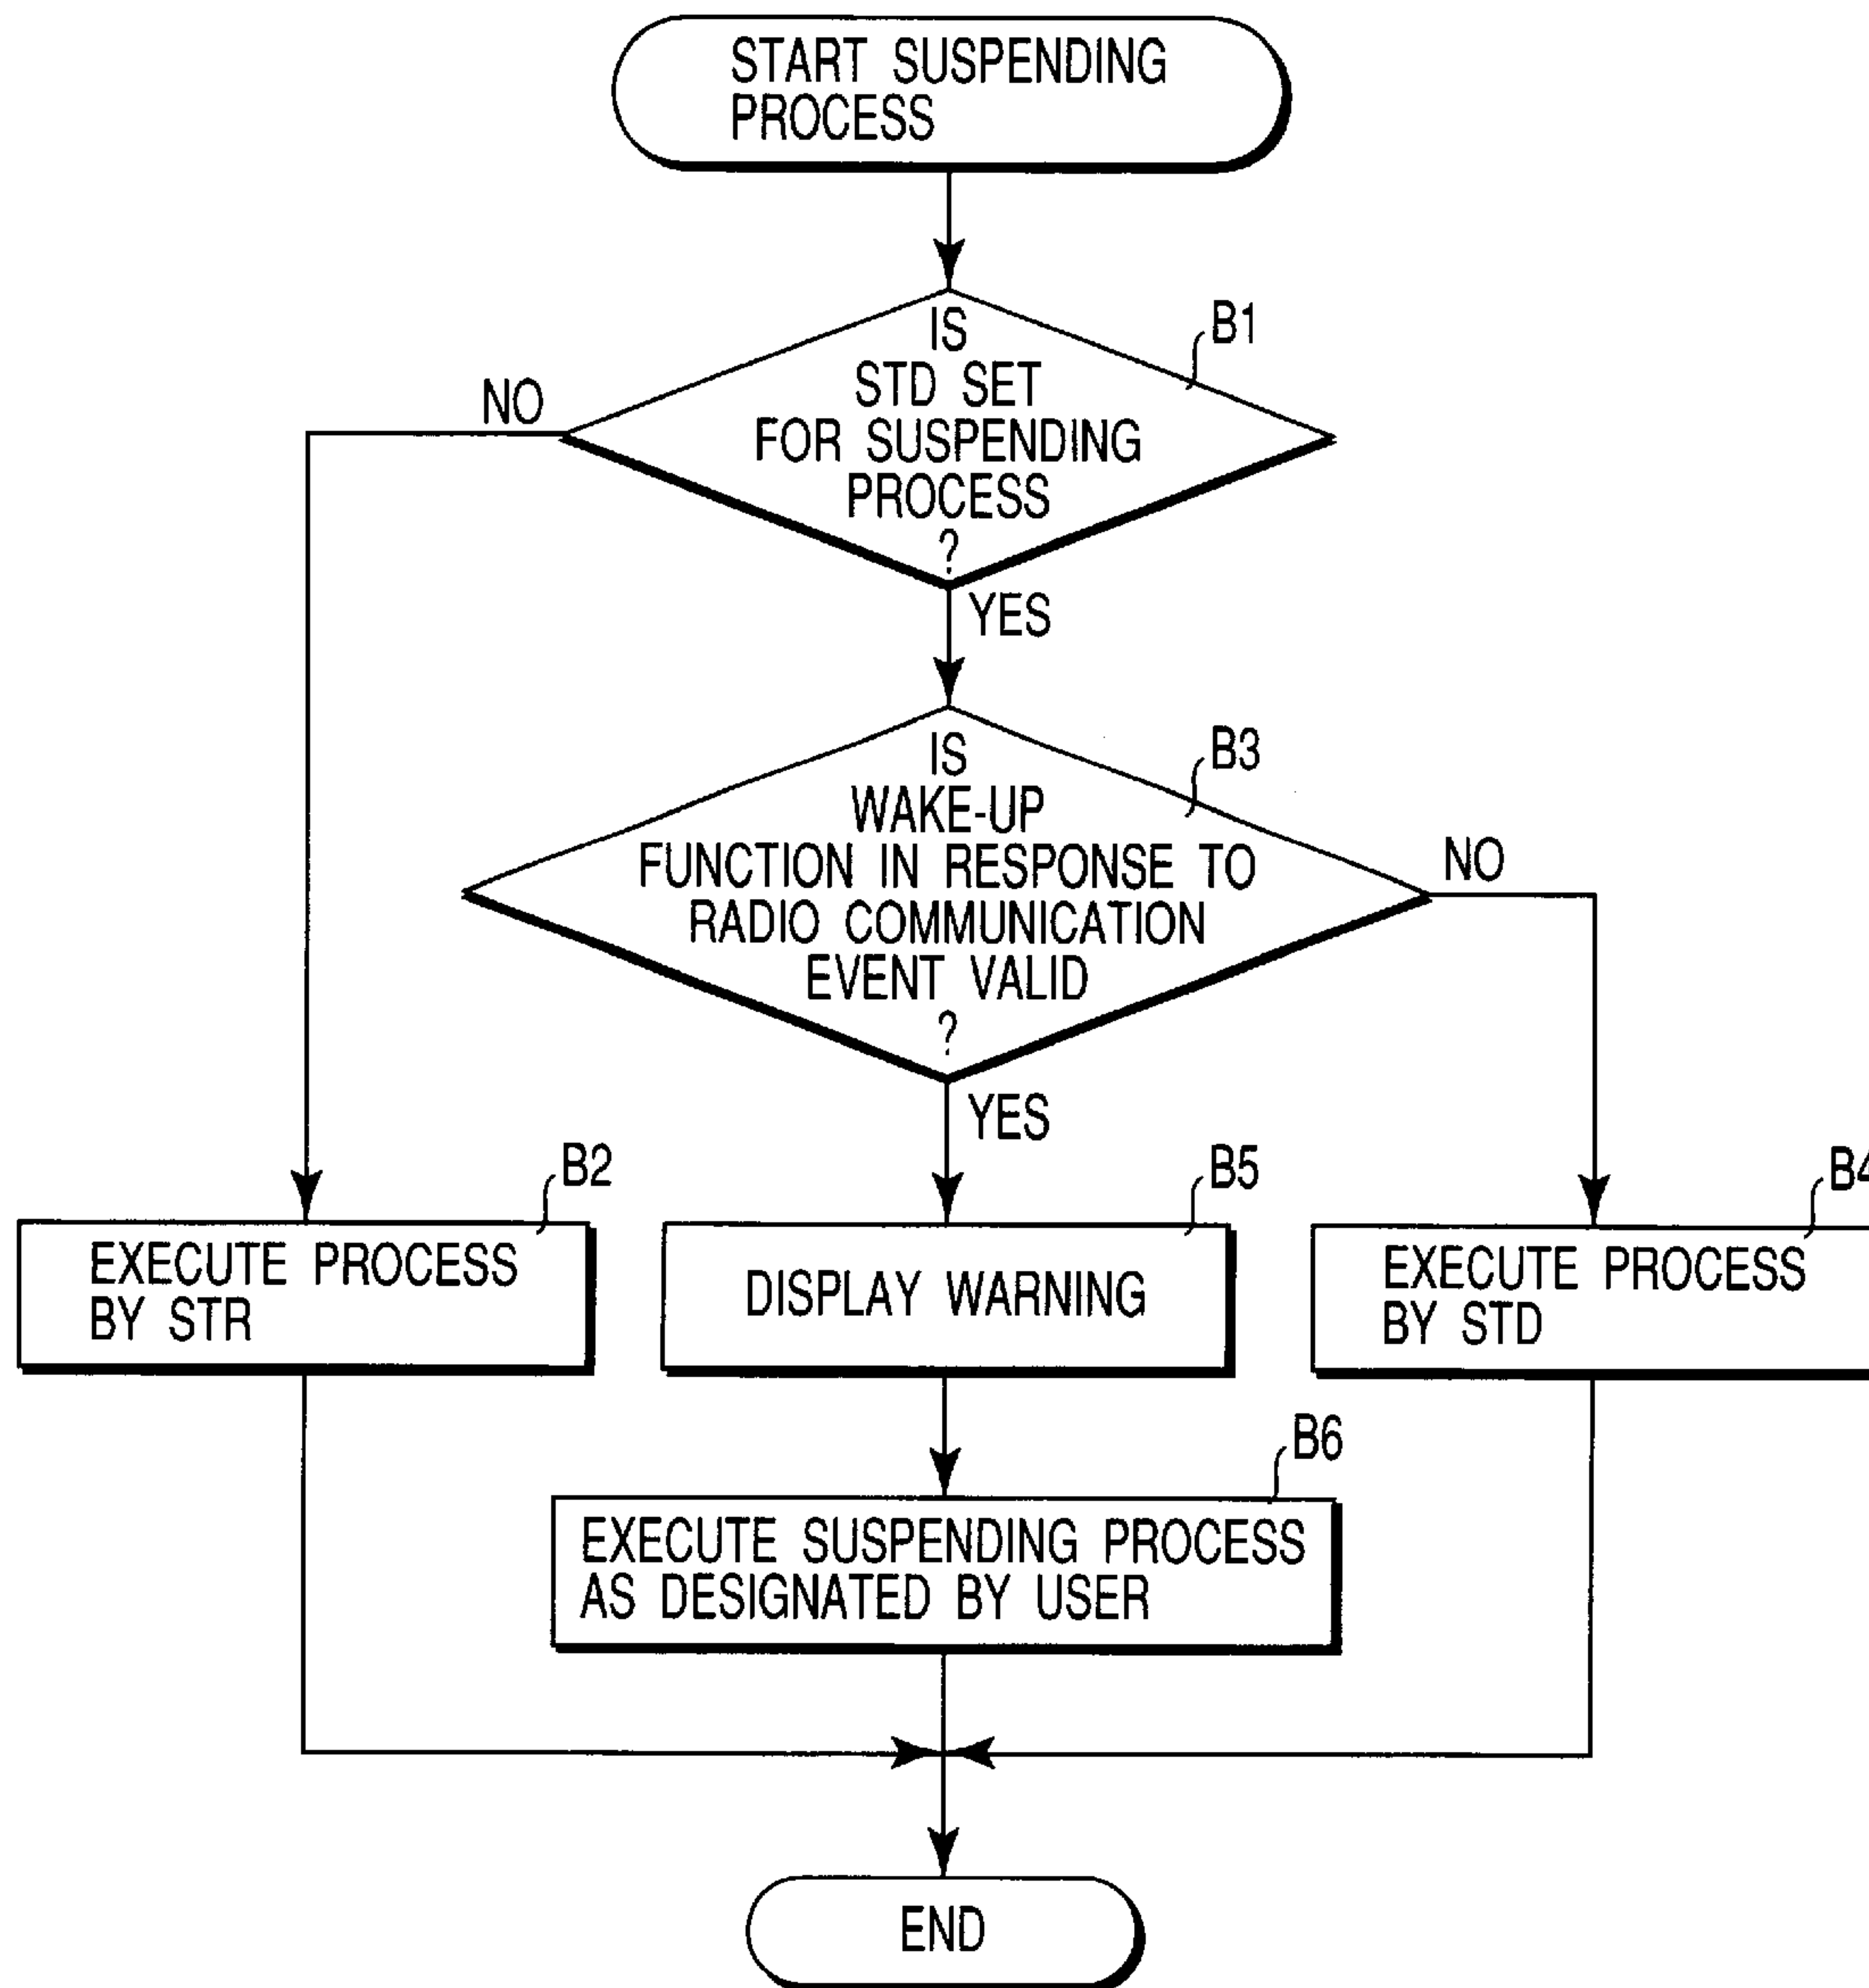 START SUSPENDING
PROCESS
IS
STD SET
FOR SUSPENDING
PROCESS
?
B1
NO
YES
IS
WAKE-UP
FUNCTION IN RESPONSE TO
RADIO COMMUNICATION
EVENT VALID
?
B3
NO
YES
B2
EXECUTE PROCESS
BY STR
B5
DISPLAY WARNING
B4
EXECUTE PROCESS
BY STD
B6
EXECUTE SUSPENDING PROCESS
AS DESIGNATED BY USER
END